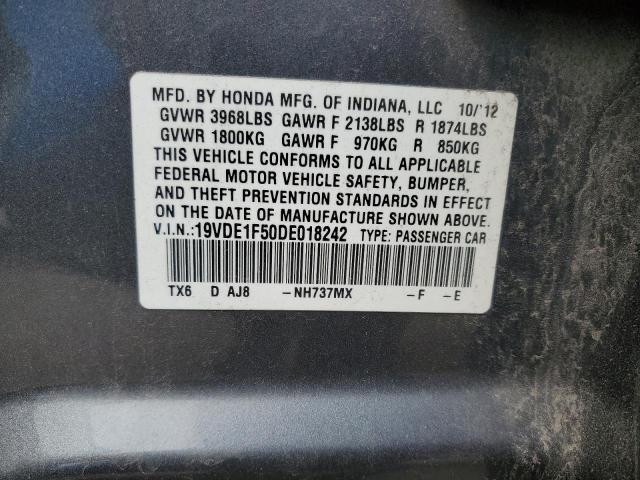 MFD. BY HONDA MFG. OF INDIANA, LLC 10/'12
GVWR 3968LBS GAWR F 2138LBS R 1874LBS
GVWR 1800KG GAWR F 970KG R 850KG
THIS VEHICLE CONFORMS TO ALL APPLICABLE
FEDERAL MOTOR VEHICLE SAFETY, BUMPER,
AND THEFT PREVENTION STANDARDS IN EFFECT
ON THE DATE OF MANUFACTURE SHOWN ABOVE.
V.I.N.:19VDE1F50DE018242 TYPE: PASSENGER CAR
TX6 D AJ8 -NH737MX -F -E